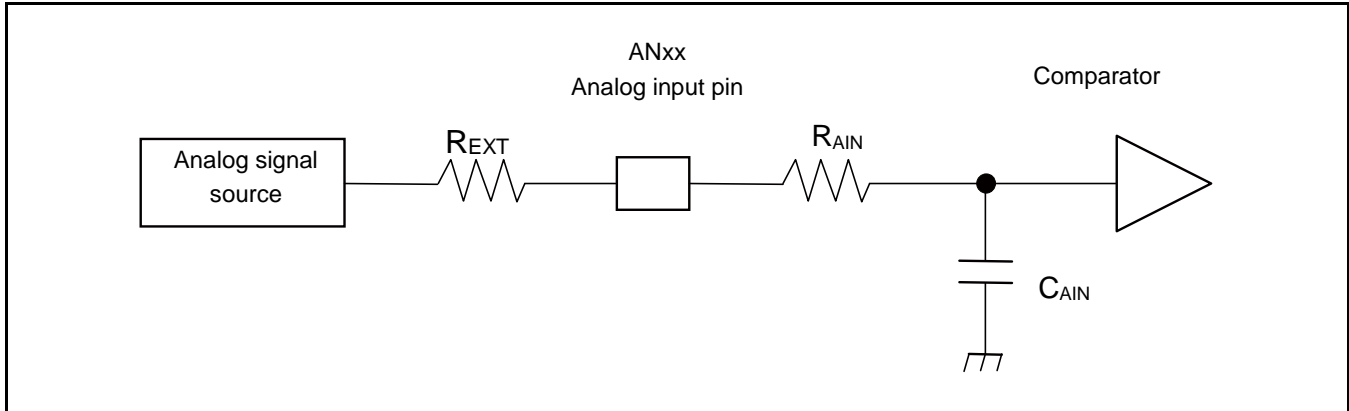 ANxx
Analog input pin
Comparator
Analog signal
source
REXT
RAIN
CAIN